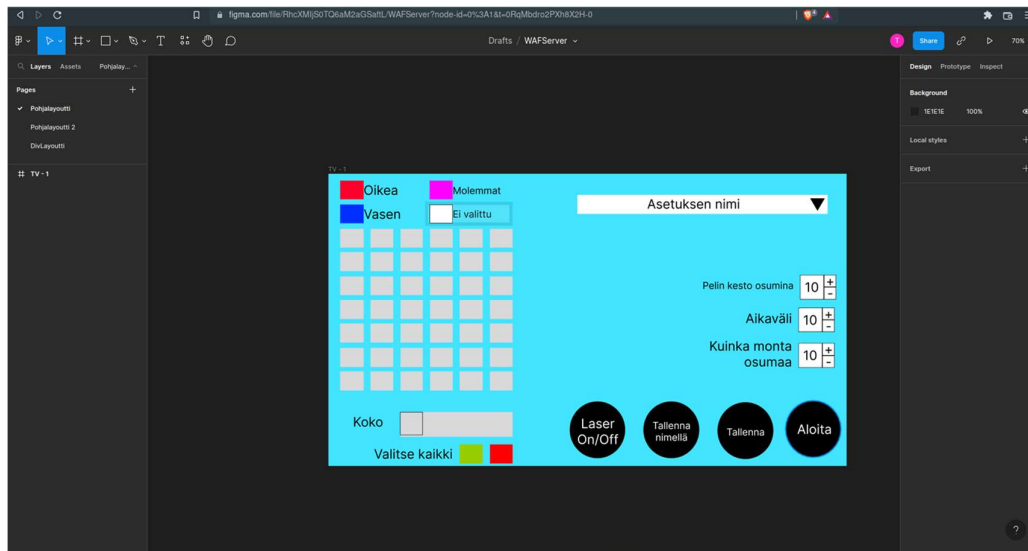 figma.com/file/RhcXMIjS0TQ6aM2aGSaftL/WAFServer?node-id=0%3A1&t=0RqMbdro2PXh8X2H-0
Drafts / WAFServer
T
Share
70%
Layers Assets Pohjalay...
Design Prototype Inspect
Pages
Pohjalayoutti
Pohjalayoutti 2
DivLayoutti
TV - 1
Background
1E1E1E 100%
Local styles
Export
TV - 1
Oikea
Molemmat
Vasen
Ei valittu
Asetuksen nimi
Pelin kesto osumina 10 + -
Aikaväli 10 + -
Kuinka monta
osumaa 10 + -
Koko
Valitse kaikki
Laser
On/Off
Tallenna
nimellä
Tallenna
Aloita
?